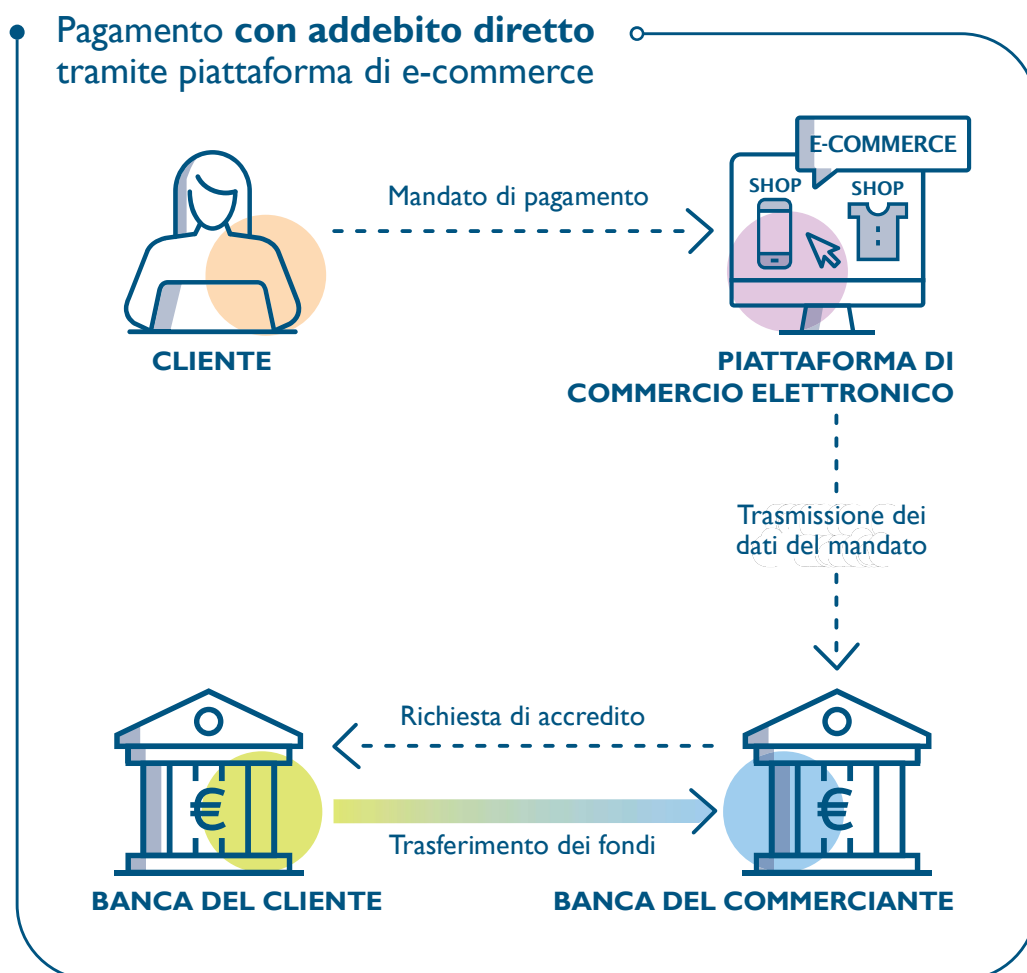 Pagamento con addebito diretto
tramite piattaforma di e-commerce
E-COMMERCE
SHOP
SHOP
Mandato di pagamento
CLIENTE
PIATTAFORMA DI
COMMERCIO ELETTRONICO
Trasmissione dei
dati del mandato
Richiesta di accredito
€
€
Trasferimento dei fondi
BANCA DEL CLIENTE
BANCA DEL COMMERCIANTE